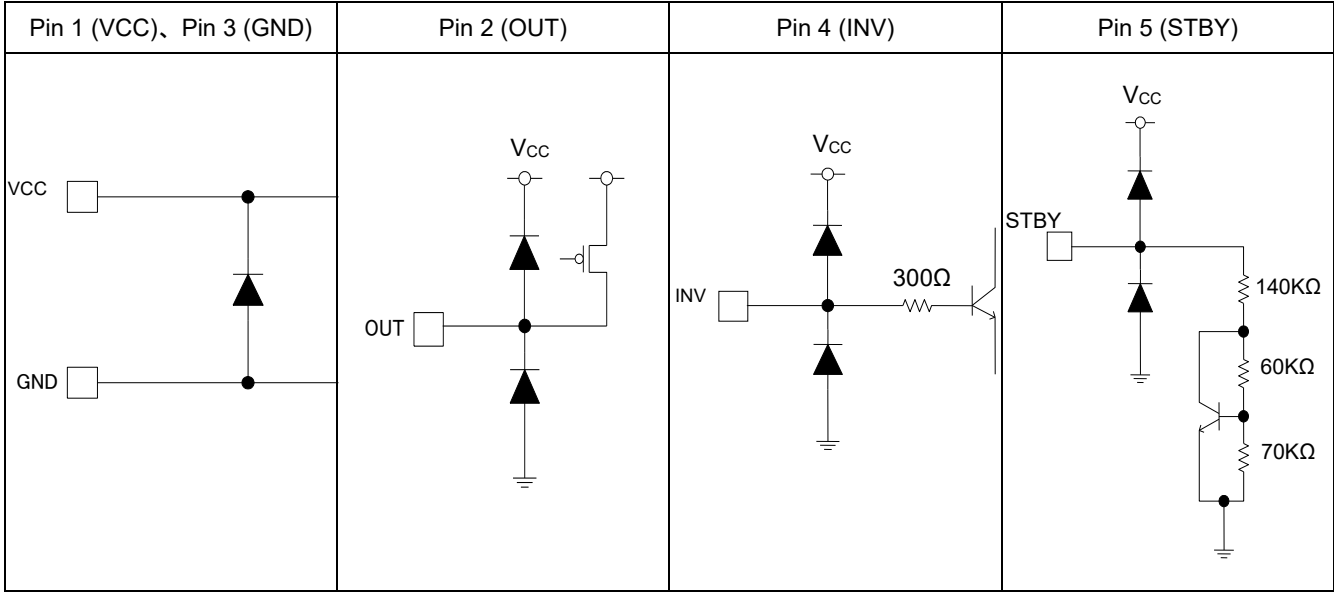 Pin 1 (VCC)、Pin 3 (GND)
Pin 2 (OUT)
Pin 4 (INV)
Pin 5 (STBY)
VCC
GND
VCC
OUT
VCC
INV
300Ω
VCC
STBY
140KΩ
60KΩ
70KΩ